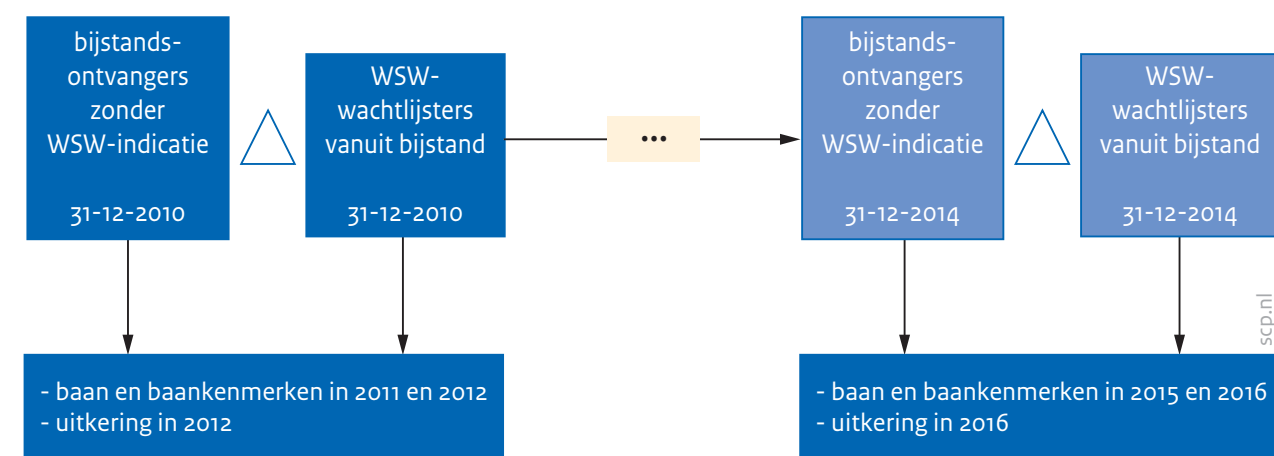 bijstands-
ontvangers
zonder
WSW-indicatie
31-12-2010
WSW-
wachtlijsters
vanuit bijstand
31-12-2010
...
bijstands-
ontvangers
zonder
WSW-indicatie
31-12-2014
WSW-
wachtlijsters
vanuit bijstand
31-12-2014
- baan en baankenmerken in 2011 en 2012
- uitkering in 2012
- baan en baankenmerken in 2015 en 2016
- uitkering in 2016
scp.nl